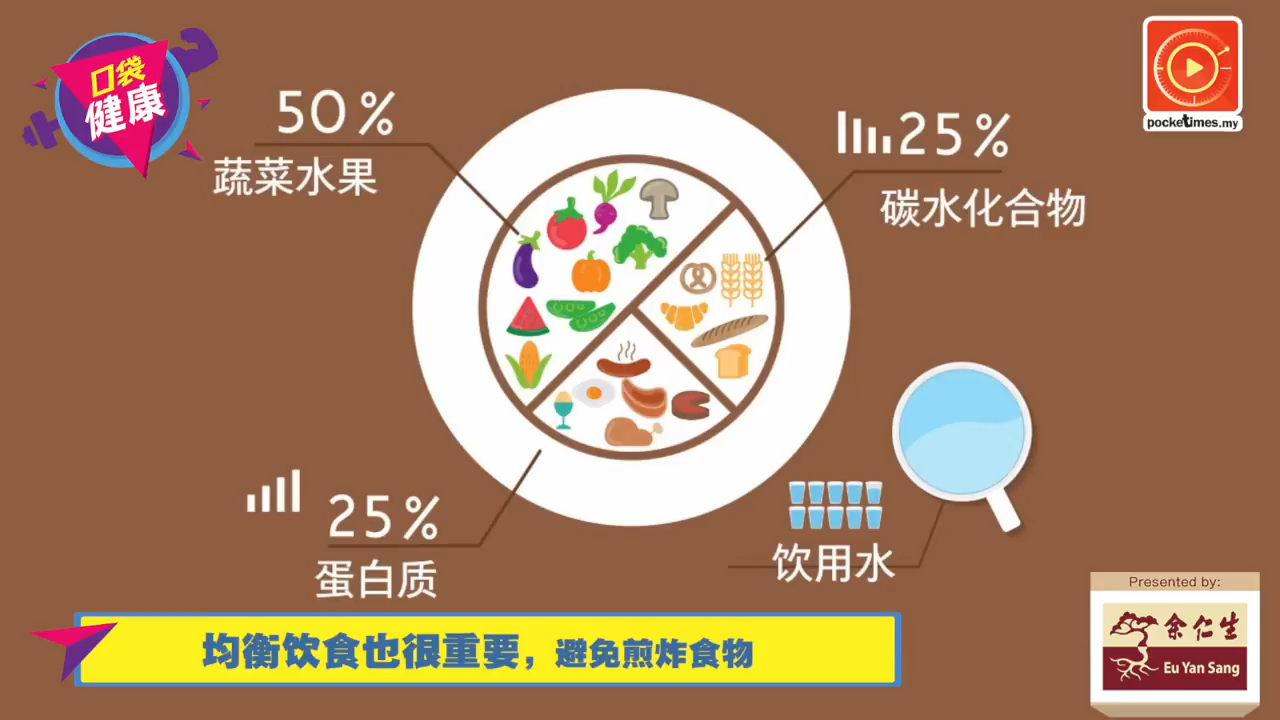 口袋
健康
pocketimes.my
50%
蔬菜水果
25%
碳水化合物
25%
蛋白质
饮用水
均衡饮食也很重要，避免煎炸食物
Presented by:
余仁生
Eu Yan Sang